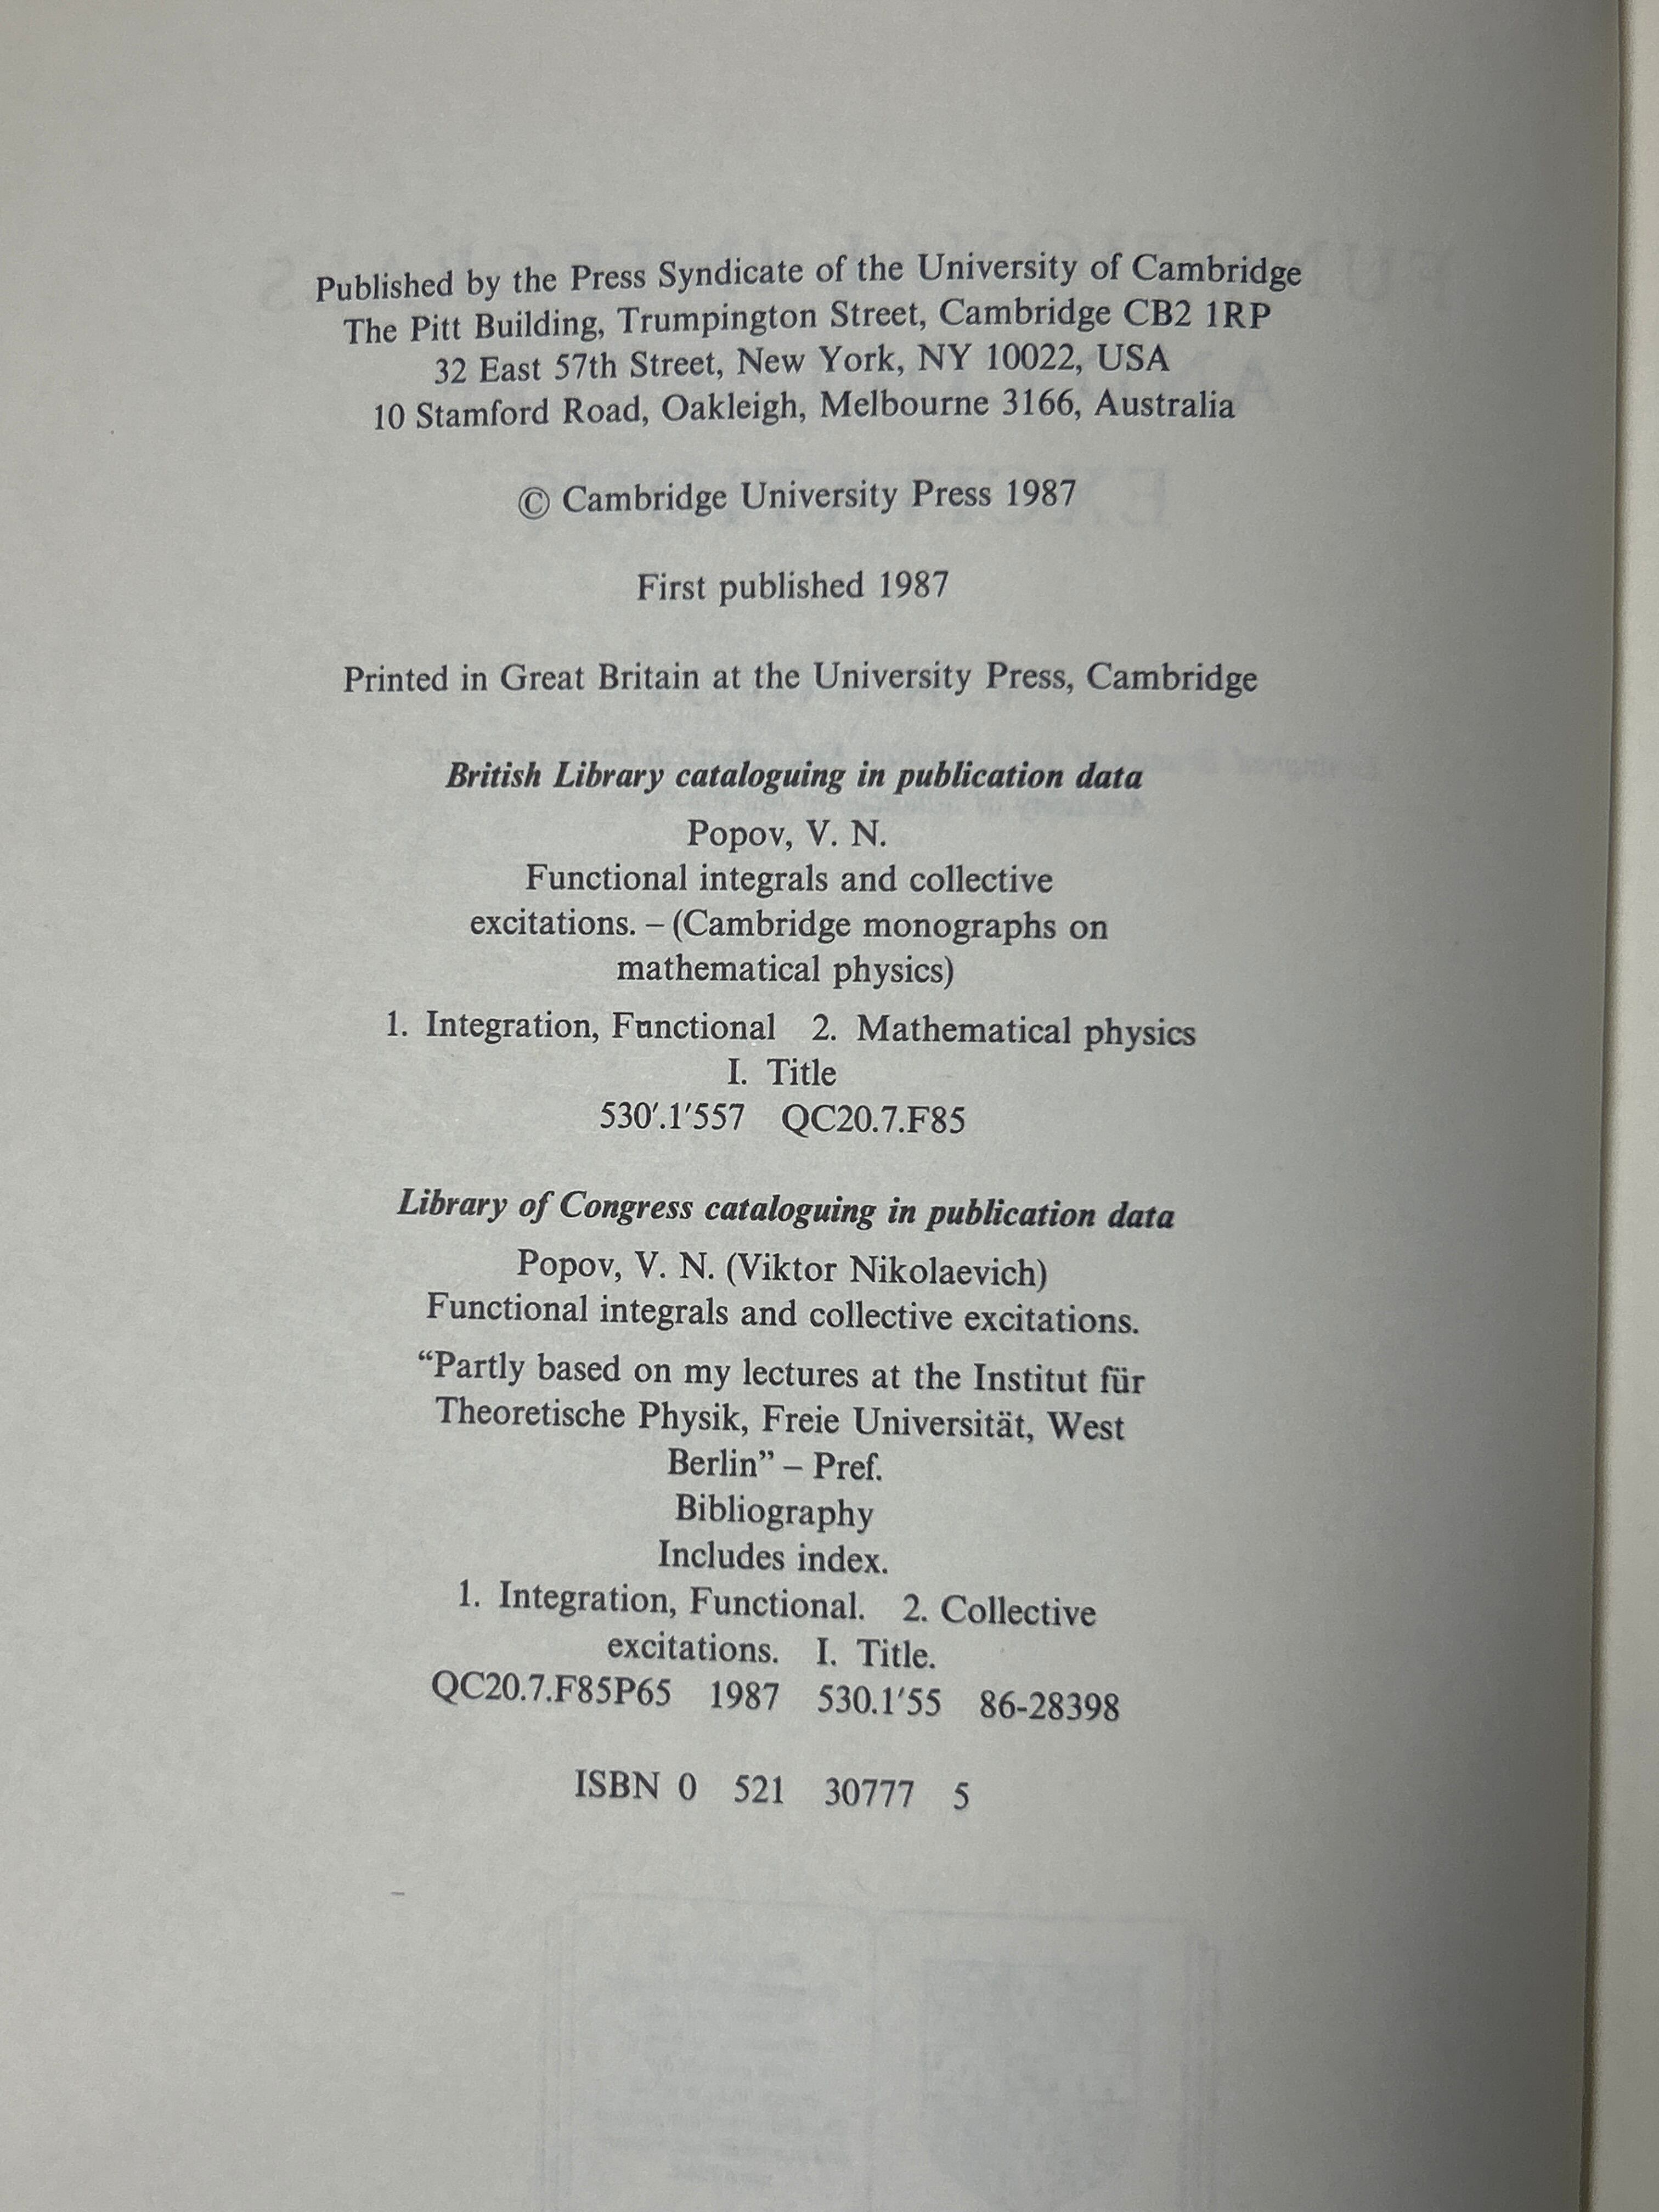 Published by the Press Syndicate of the University of Cambridge
The Pitt Building, Trumpington Street, Cambridge CB2 1RP
32 East 57th Street, New York, NY 10022, USA
10 Stamford Road, Oakleigh, Melbourne 3166, Australia
© Cambridge University Press 1987
First published 1987
Printed in Great Britain at the University Press, Cambridge
British Library cataloguing in publication data
Popov, V. N.
Functional integrals and collective
excitations. – (Cambridge monographs on
mathematical physics)
1. Integration, Functional 2. Mathematical physics
I. Title
530′.1′557 QC20.7.F85
Library of Congress cataloguing in publication data
Popov, V. N. (Viktor Nikolaevich)
Functional integrals and collective excitations.
“Partly based on my lectures at the Institut für
Theoretische Physik, Freie Universität, West
Berlin” – Pref.
Bibliography
Includes index.
1. Integration, Functional. 2. Collective
excitations. I. Title.
QC20.7.F85P65 1987 530.1′55 86-28398
ISBN 0 521 30777 5